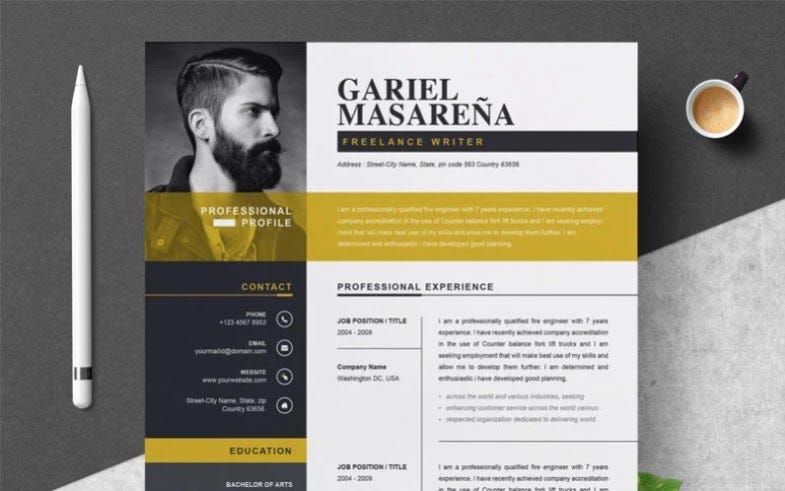 GARIEL
MASAREÑA
FREELANCE WRITER
Address : Street-City Name, State, zin code 563 Country 63656
PROFESSIONAL
PROFILE
I am a professionally qualified fire engineer with 7 years experience. I have recently achieved
company accreditation in the use of Counter balance fork lift trucks and I am seeking employ-
ment that will make best use of my skills and allow me to develop them further. I am
determined and enthusiastic i have developed good planning.
CONTACT
PHONE
+123 4567 8953
EMAIL
yourmailid@domain.com
WEBSITE
www.yourwebsite.com
Street-City Name, State, zip
Country 63656
EDUCATION
BACHELOR OF ARTS
PROFESSIONAL EXPERIENCE
JOB POSITION / TITLE
2004 - 2009
Company Name
Washington DC, USA
I am a professionally qualified fire engineer with 7 years
experience. I have recently achieved company accreditation
in the use of Counter balance fork lift trucks and I am
seeking employment that will make best use of my skills and
allow me to develop them further. I am determined and
enthusiastic i have developed good planning.
• across the world and various industries, seeking
• enhancing customer service across the world various
• respected organization dedicated to delivering world
JOB POSITION / TITLE
2004 - 2009
I am a professionally qualified fire engineer with 7 years
experience. I have recently achieved company accreditation
in the use of Counter balance fork lift trucks and I am